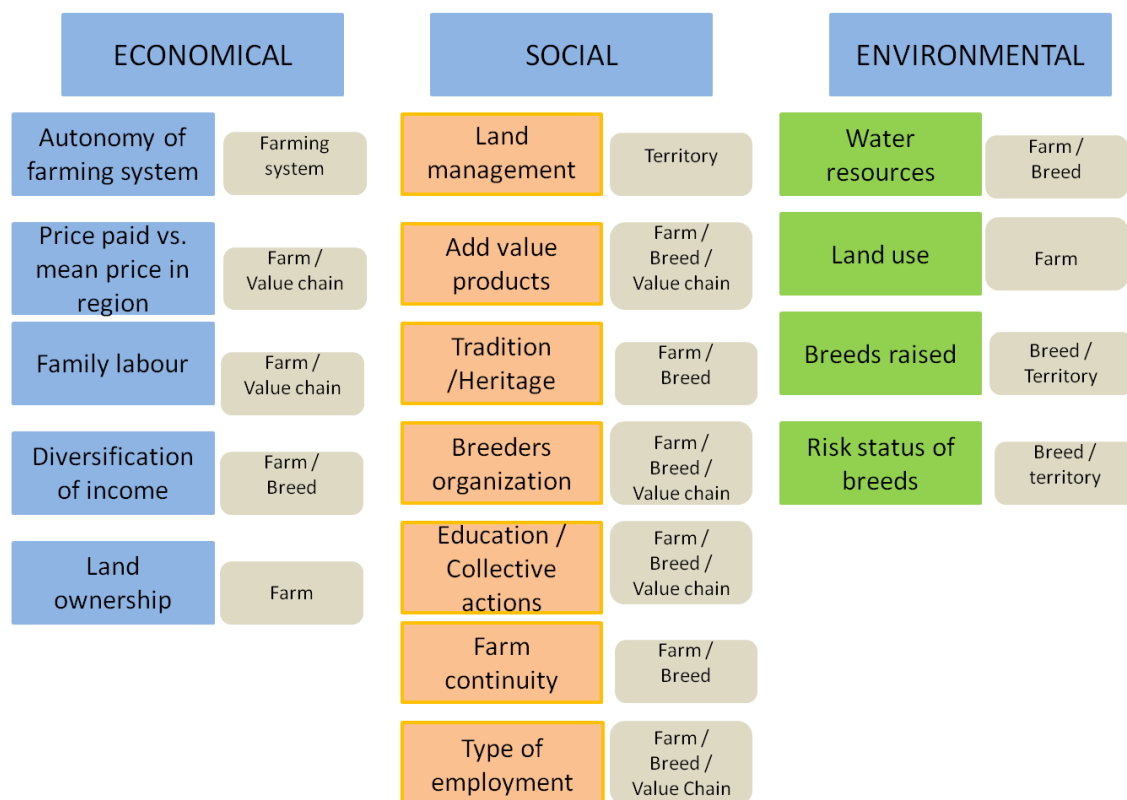 ECONOMICAL
Autonomy of
farming system
Farming
system
Price paid vs.
mean price in
region
Farm /
Value chain
Family labour
Farm /
Value chain
Diversification
of income
Farm /
Breed
Land
ownership
Farm
SOCIAL
Land
management
Territory
Add value
products
Farm /
Breed /
Value chain
Tradition
/Heritage
Farm /
Breed
Breeders
organization
Farm /
Breed /
Value chain
Education /
Collective
actions
Farm /
Breed /
Value chain
Farm
continuity
Farm /
Breed
Type of
employment
Farm /
Breed /
Value Chain
ENVIRONMENTAL
Water
resources
Farm /
Breed
Land use
Farm
Breeds raised
Breed /
Territory
Risk status of
breeds
Breed /
territory